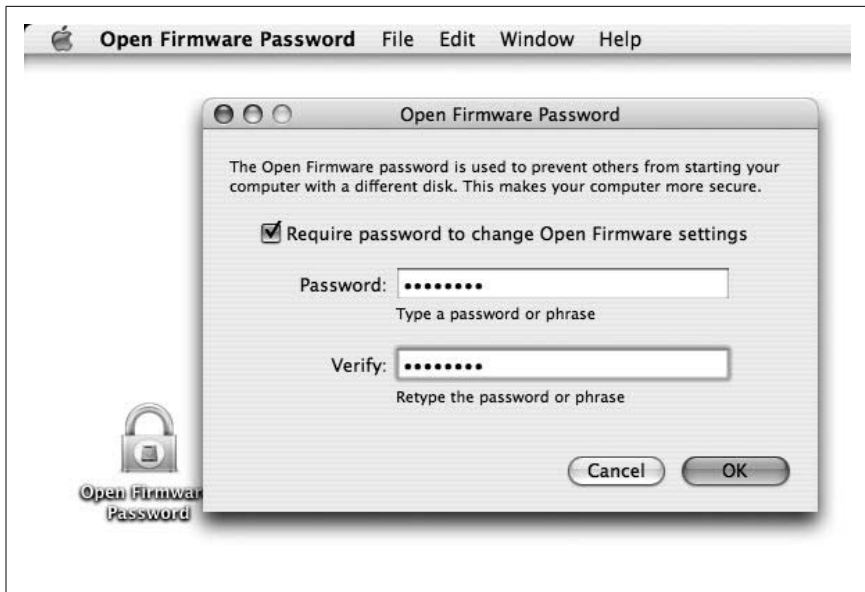 Open Firmware Password File Edit Window Help
Open Firmware Password
The Open Firmware password is used to prevent others from starting your
computer with a different disk. This makes your computer more secure.
Require password to change Open Firmware settings
Password: ••••••••
Type a password or phrase
Verify: ••••••••
Retype the password or phrase
Cancel OK
Open Firmwar
Password